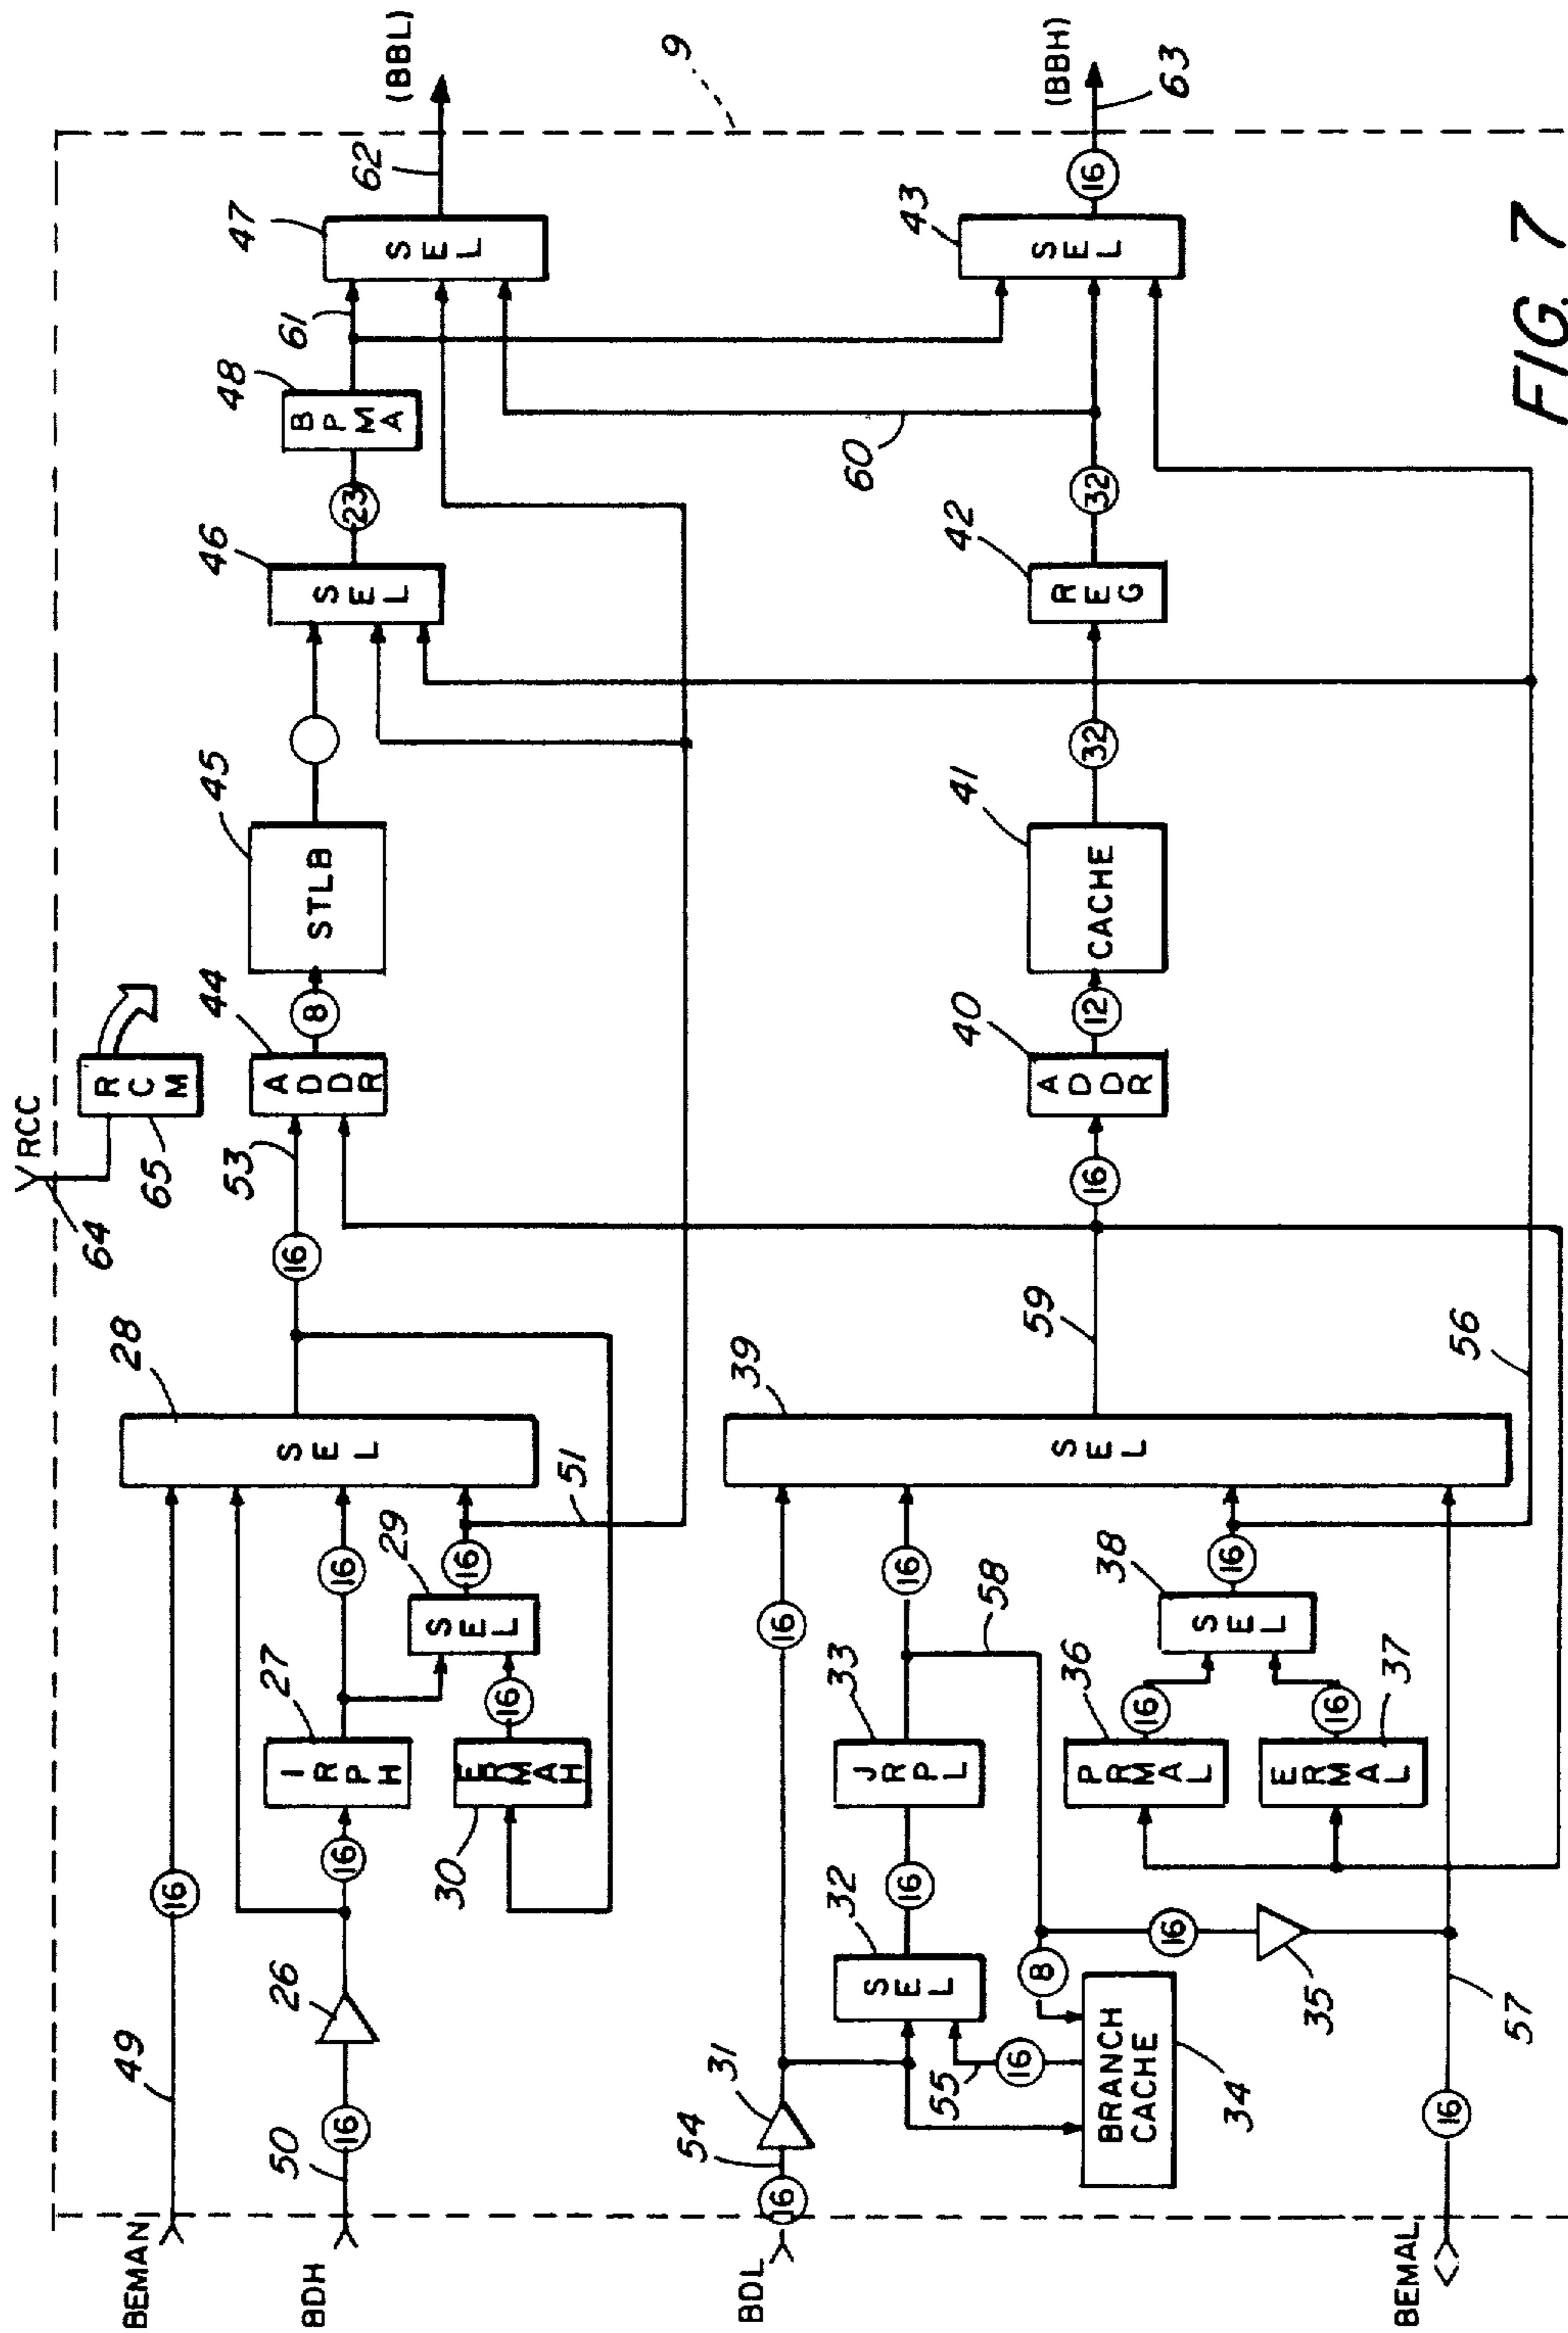 BEMAN
49
16
BDH
50
16
26
16
IRPH
27
16
ERMAH
30
16
SEL
29
16
51
SEL
28
16
53
RCC
64
RCM
65
ADDR
44
8
STLB
45
SEL
46
23
BPMA
48
61
SEL
47
62
(BBL)
9
BDL
16
54
31
16
SEL
32
16
JRPL
33
16
58
55
16
8
BRANCH
CACHE
34
16
35
PRMAL
36
16
ERMAL
37
16
SEL
38
16
BEMAL
16
57
SEL
39
59
56
16
ADDR
40
12
CACHE
41
32
REG
42
32
60
SEL
43
16
63
(BBH)
FIG. 7